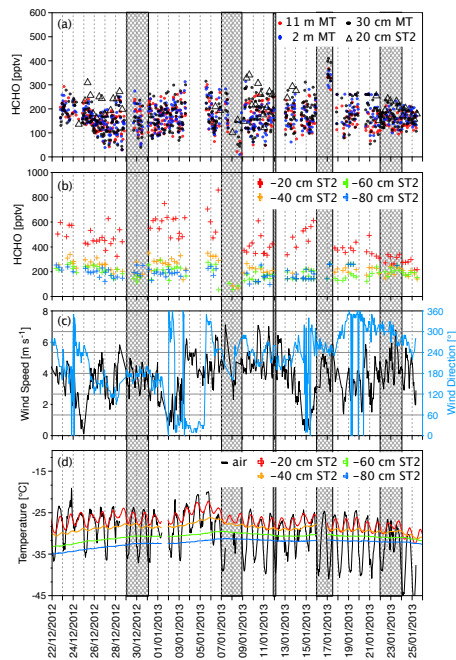 (a)
11 m MT
30 cm MT
2 m MT
20 cm ST2
HCHO [pptv]
600
500
400
300
200
100
0
(b)
−20 cm ST2
−60 cm ST2
−40 cm ST2
−80 cm ST2
HCHO [pptv]
1000
800
600
400
200
0
(c)
Wind Speed [m s⁻¹]
8
6
4
2
0
360
300
240
180
120
60
0
Wind Direction [°]
(d)
air
−20 cm ST2
−60 cm ST2
−40 cm ST2
−80 cm ST2
Temperature [°C]
-15
-25
-35
-45
22/12/2012
24/12/2012
26/12/2012
28/12/2012
30/12/2012
01/01/2013
03/01/2013
05/01/2013
07/01/2013
09/01/2013
11/01/2013
13/01/2013
15/01/2013
17/01/2013
19/01/2013
21/01/2013
23/01/2013
25/01/2013